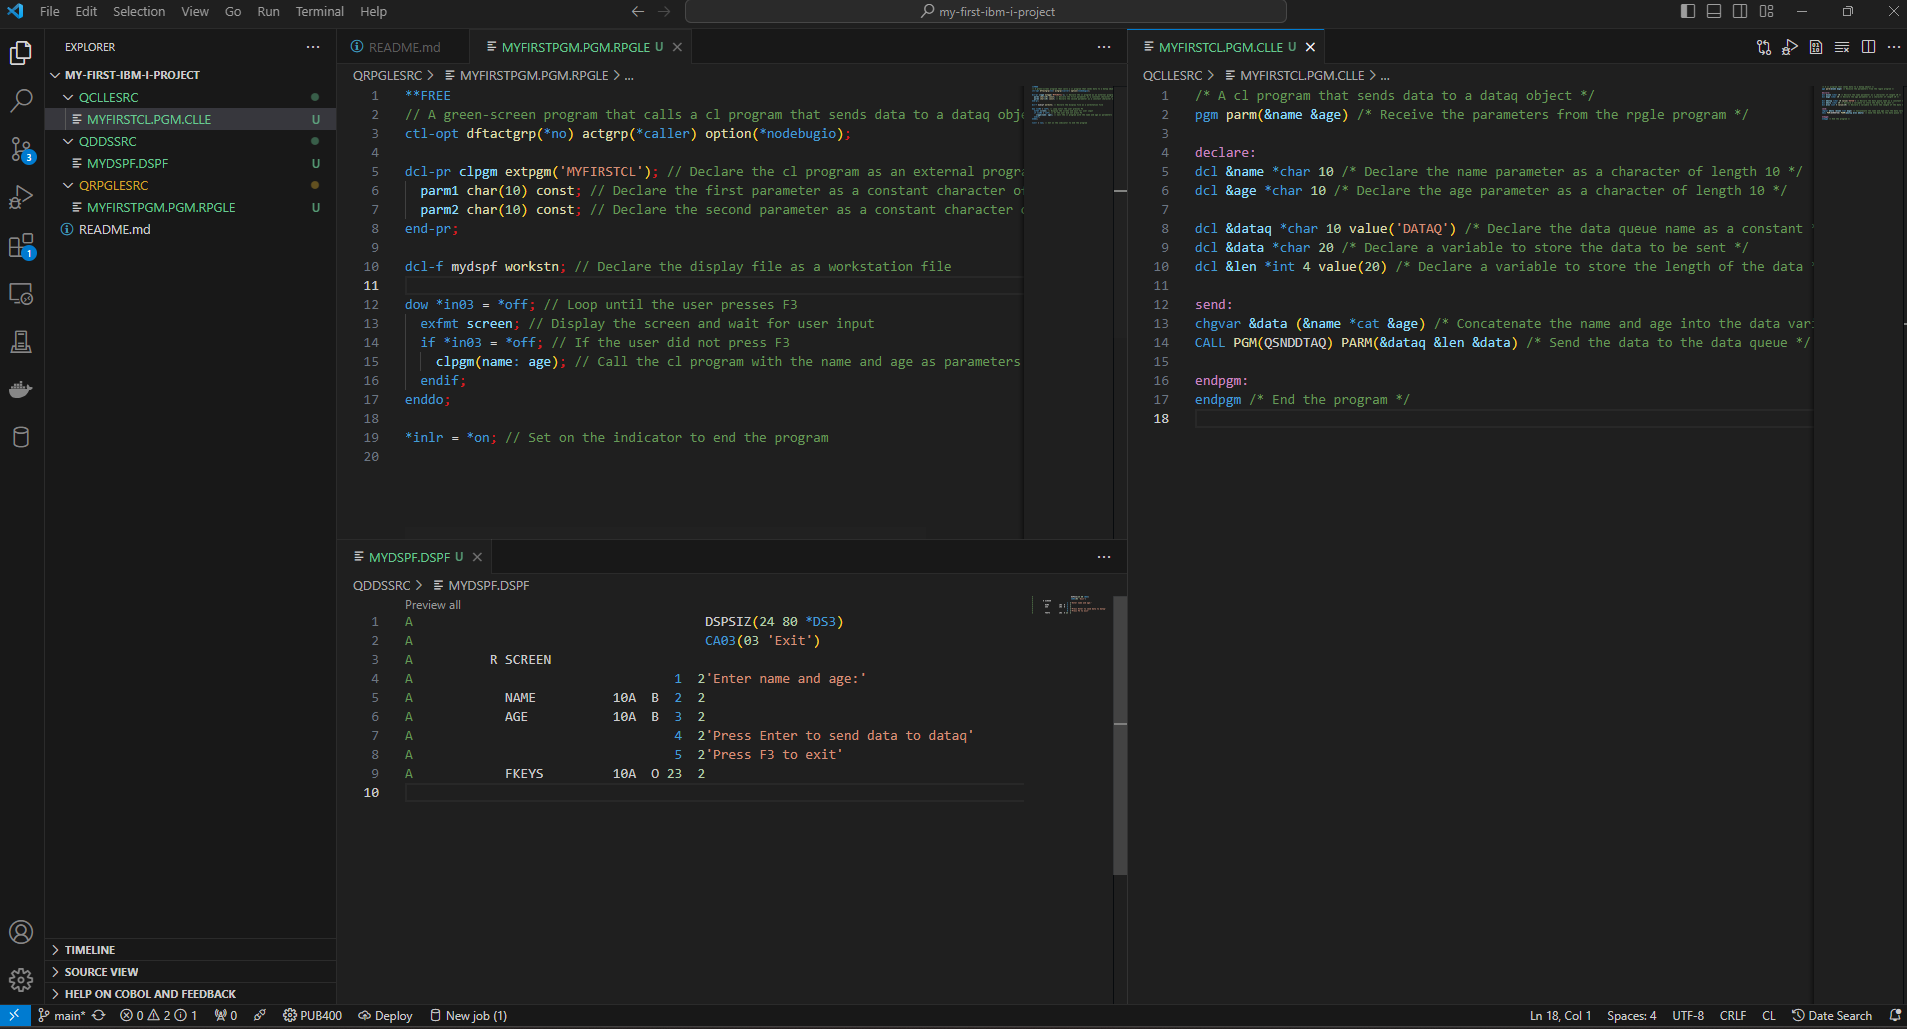 File Edit Selection View Go Run Terminal Help
my-first-ibm-i-project
EXPLORER
MY-FIRST-IBM-I-PROJECT
QCLLESRC
MYFIRSTCL.PGM.CLLE U
QDDSSRC
MYDSPF.DSPF U
QRPGLESRC
MYFIRSTPGM.PGM.RPGLE U
README.md
3
1
TIMELINE
SOURCE VIEW
HELP ON COBOL AND FEEDBACK
README.md MYFIRSTPGM.PGM.RPGLE U
QRPGLESRC > MYFIRSTPGM.PGM.RPGLE > ...
1 **FREE
2 // A green-screen program that calls a cl program that sends data to a dataq obj
3 ctl-opt dftactgrp(*no) actgrp(*caller) option(*nodebugio);
4
5 dcl-pr clpgm extpgm('MYFIRSTCL'); // Declare the cl program as an external progr
6 parm1 char(10) const; // Declare the first parameter as a constant character o
7 parm2 char(10) const; // Declare the second parameter as a constant character
8 end-pr;
9
10 dcl-f mydspf workstn; // Declare the display file as a workstation file
11
12 dow *in03 = *off; // Loop until the user presses F3
13 exfmt screen; // Display the screen and wait for user input
14 if *in03 = *off; // If the user did not press F3
15 clpgm(name: age); // Call the cl program with the name and age as parameters
16 endif;
17 enddo;
18
19 *inlr = *on; // Set on the indicator to end the program
20
MYDSPF.DSPF U
QDDSSRC > MYDSPF.DSPF
Preview all
1 A DSPSIZ(24 80 *DS3)
2 A CA03(03 'Exit')
3 A R SCREEN
4 A 1 2'Enter name and age:'
5 A NAME 10A B 2 2
6 A AGE 10A B 3 2
7 A 4 2'Press Enter to send data to dataq'
8 A 5 2'Press F3 to exit'
9 A FKEYS 10A O 23 2
10
MYFIRSTCL.PGM.CLLE U
QCLLESRC > MYFIRSTCL.PGM.CLLE > ...
1 /* A cl program that sends data to a dataq object */
2 pgm parm(&name &age) /* Receive the parameters from the rpgle program */
3
4 declare:
5 dcl &name *char 10 /* Declare the name parameter as a character of length 10 */
6 dcl &age *char 10 /* Declare the age parameter as a character of length 10 */
7
8 dcl &dataq *char 10 value('DATAQ') /* Declare the data queue name as a constant *
9 dcl &data *char 20 /* Declare a variable to store the data to be sent */
10 dcl &len *int 4 value(20) /* Declare a variable to store the length of the data
11
12 send:
13 chgvar &data (&name *cat &age) /* Concatenate the name and age into the data var
14 CALL PGM(QSNDDTAQ) PARM(&dataq &len &data) /* Send the data to the data queue */
15
16 endpgm:
17 endpgm /* End the program */
18
main* 0 2 1 0 PUB400 Deploy New job (1) Ln 18, Col 1 Spaces: 4 UTF-8 CRLF CL Date Search